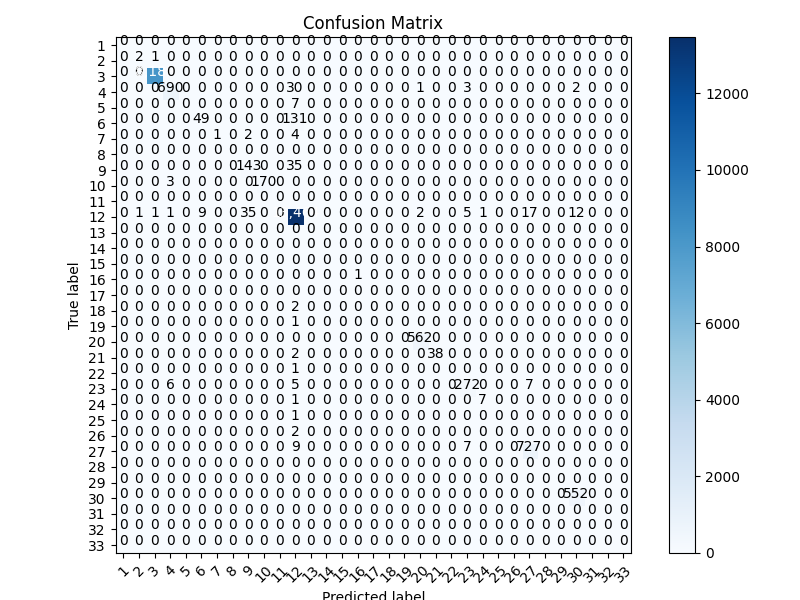 Confusion Matrix
1 0 0 0 0 0 0 0 0 0 0 0 0 0 0 0 0 0 0 0 0 0 0 0 0 0 0 0 0 0 0 0 0 0
2 0 2 1 0 0 0 0 0 0 0 0 0 0 0 0 0 0 0 0 0 0 0 0 0 0 0 0 0 0 0 0 0 0
3 0 0 0 0 0 0 0 0 0 0 0 0 0 0 0 0 0 0 0 0 0 0 0 0 0 0 0 0 0 0 0
4 0 0 0 690 0 0 0 0 0 0 0 30 0 0 0 0 0 0 0 1 0 0 3 0 0 0 0 0 0 2 0 0 0
5 0 0 0 0 0 0 0 0 0 0 0 7 0 0 0 0 0 0 0 0 0 0 0 0 0 0 0 0 0 0 0 0 0
6 0 0 0 0 0 49 0 0 0 0 0 131 0 0 0 0 0 0 0 0 0 0 0 0 0 0 0 0 0 0 0 0 0
7 0 0 0 0 0 0 1 0 2 0 0 4 0 0 0 0 0 0 0 0 0 0 0 0 0 0 0 0 0 0 0 0 0
8 0 0 0 0 0 0 0 0 0 0 0 0 0 0 0 0 0 0 0 0 0 0 0 0 0 0 0 0 0 0 0 0 0
9 0 0 0 0 0 0 0 0 143 0 0 35 0 0 0 0 0 0 0 0 0 0 0 0 0 0 0 0 0 0 0 0 0
10 0 0 0 3 0 0 0 0 0 170 0 0 0 0 0 0 0 0 0 0 0 0 0 0 0 0 0 0 0 0 0 0 0
11 0 0 0 0 0 0 0 0 0 0 0 0 0 0 0 0 0 0 0 0 0 0 0 0 0 0 0 0 0 0 0 0 0
12 0 1 1 1 0 9 0 0 35 0 0 0 0 0 0 0 0 0 2 0 0 5 1 0 0 17 0 0 12 0 0 0
13 0 0 0 0 0 0 0 0 0 0 0 0 0 0 0 0 0 0 0 0 0 0 0 0 0 0 0 0 0 0 0 0 0
14 0 0 0 0 0 0 0 0 0 0 0 0 0 0 0 0 0 0 0 0 0 0 0 0 0 0 0 0 0 0 0 0 0
15 0 0 0 0 0 0 0 0 0 0 0 0 0 0 0 0 0 0 0 0 0 0 0 0 0 0 0 0 0 0 0 0 0
16 0 0 0 0 0 0 0 0 0 0 0 0 0 0 0 1 0 0 0 0 0 0 0 0 0 0 0 0 0 0 0 0 0
17 0 0 0 0 0 0 0 0 0 0 0 0 0 0 0 0 0 0 0 0 0 0 0 0 0 0 0 0 0 0 0 0 0
18 0 0 0 0 0 0 0 0 0 0 0 2 0 0 0 0 0 0 0 0 0 0 0 0 0 0 0 0 0 0 0 0 0
19 0 0 0 0 0 0 0 0 0 0 0 1 0 0 0 0 0 0 0 0 0 0 0 0 0 0 0 0 0 0 0 0 0
20 0 0 0 0 0 0 0 0 0 0 0 0 0 0 0 0 0 0 0 562 0 0 0 0 0 0 0 0 0 0 0 0 0
21 0 0 0 0 0 0 0 0 0 0 0 2 0 0 0 0 0 0 0 0 38 0 0 0 0 0 0 0 0 0 0 0 0
22 0 0 0 0 0 0 0 0 0 0 0 1 0 0 0 0 0 0 0 0 0 0 0 0 0 0 0 0 0 0 0 0 0
23 0 0 0 6 0 0 0 0 0 0 0 5 0 0 0 0 0 0 0 0 0 0 272 0 0 0 7 0 0 0 0 0 0
24 0 0 0 0 0 0 0 0 0 0 0 1 0 0 0 0 0 0 0 0 0 0 0 7 0 0 0 0 0 0 0 0 0
25 0 0 0 0 0 0 0 0 0 0 0 1 0 0 0 0 0 0 0 0 0 0 0 0 0 0 0 0 0 0 0 0 0
26 0 0 0 0 0 0 0 0 0 0 0 2 0 0 0 0 0 0 0 0 0 0 0 0 0 0 0 0 0 0 0 0 0
27 0 0 0 0 0 0 0 0 0 0 0 9 0 0 0 0 0 0 0 0 0 0 7 0 0 0 727 0 0 0 0 0 0
28 0 0 0 0 0 0 0 0 0 0 0 0 0 0 0 0 0 0 0 0 0 0 0 0 0 0 0 0 0 0 0 0 0
29 0 0 0 0 0 0 0 0 0 0 0 0 0 0 0 0 0 0 0 0 0 0 0 0 0 0 0 0 0 0 0 0 0
30 0 0 0 0 0 0 0 0 0 0 0 0 0 0 0 0 0 0 0 0 0 0 0 0 0 0 0 0 0 552 0 0 0
31 0 0 0 0 0 0 0 0 0 0 0 0 0 0 0 0 0 0 0 0 0 0 0 0 0 0 0 0 0 0 0 0 0
32 0 0 0 0 0 0 0 0 0 0 0 0 0 0 0 0 0 0 0 0 0 0 0 0 0 0 0 0 0 0 0 0 0
33 0 0 0 0 0 0 0 0 0 0 0 0 0 0 0 0 0 0 0 0 0 0 0 0 0 0 0 0 0 0 0 0 0
1 2 3 4 5 6 7 8 9 10 11 12 13 14 15 16 17 18 19 20 21 22 23 24 25 26 27 28 29 30 31 32 33
True label
Predicted label
12000
10000
8000
6000
4000
2000
0